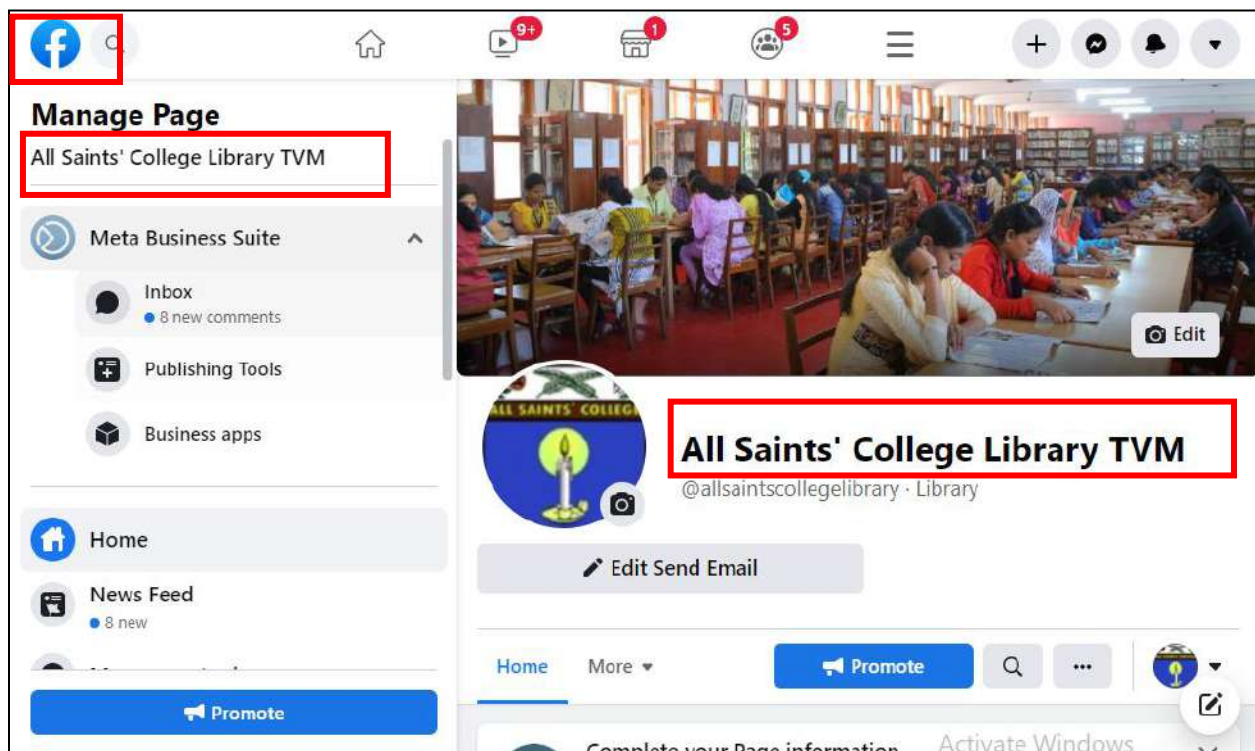 9+
1
5
Manage Page
All Saints' College Library TVM
Meta Business Suite
Inbox
8 new comments
Publishing Tools
Business apps
Home
News Feed
8 new
Promote
Edit
ALL SAINTS' COLLEGE
All Saints' College Library TVM
@allsaintscollegelibrary · Library
Edit Send Email
Home
More
Promote
Complete your Page information
Activate Windows